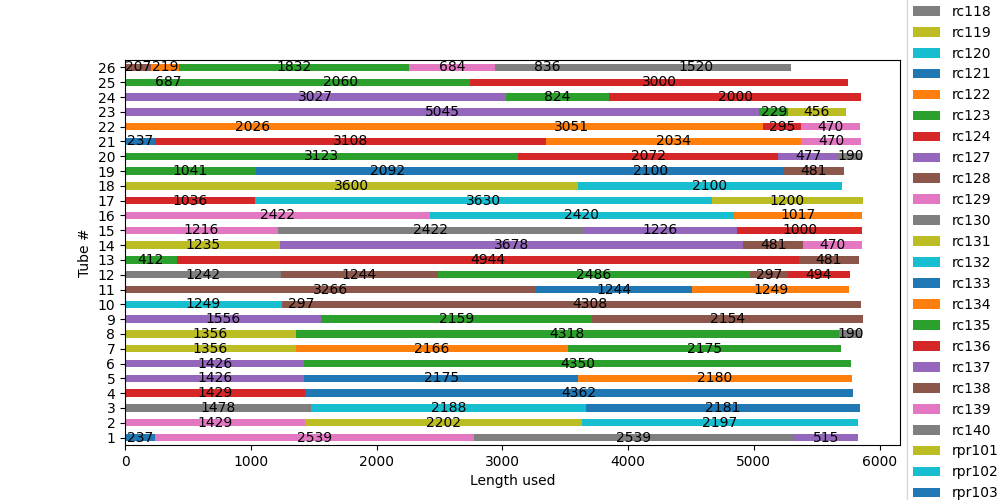 26 207 219 1832 684 836 1520
25 687 2060 3000
24 3027 824 2000
23 5045 229 456
22 2026 3051 295 470
21 237 3108 2034 470
20 3123 2072 477 190
19 1041 2092 2100 481
18 3600 2100
17 1036 3630 1200
16 2422 2420 1017
15 1216 2422 1226 1000
14 1235 3678 481 470
13 412 4944 481
12 1242 1244 2486 297 494
11 3266 1244 1249
10 1249 297 4308
9 1556 2159 2154
8 1356 4318 190
7 1356 2166 2175
6 1426 4350
5 1426 2175 2180
4 1429 4362
3 1478 2188 2181
2 1429 2202 2197
1 237 2539 2539 515
0 1000 2000 3000 4000 5000 6000
Length used
Tube #
rc118
rc119
rc120
rc121
rc122
rc123
rc124
rc127
rc128
rc129
rc130
rc131
rc132
rc133
rc134
rc135
rc136
rc137
rc138
rc139
rc140
rpr101
rpr102
rpr103